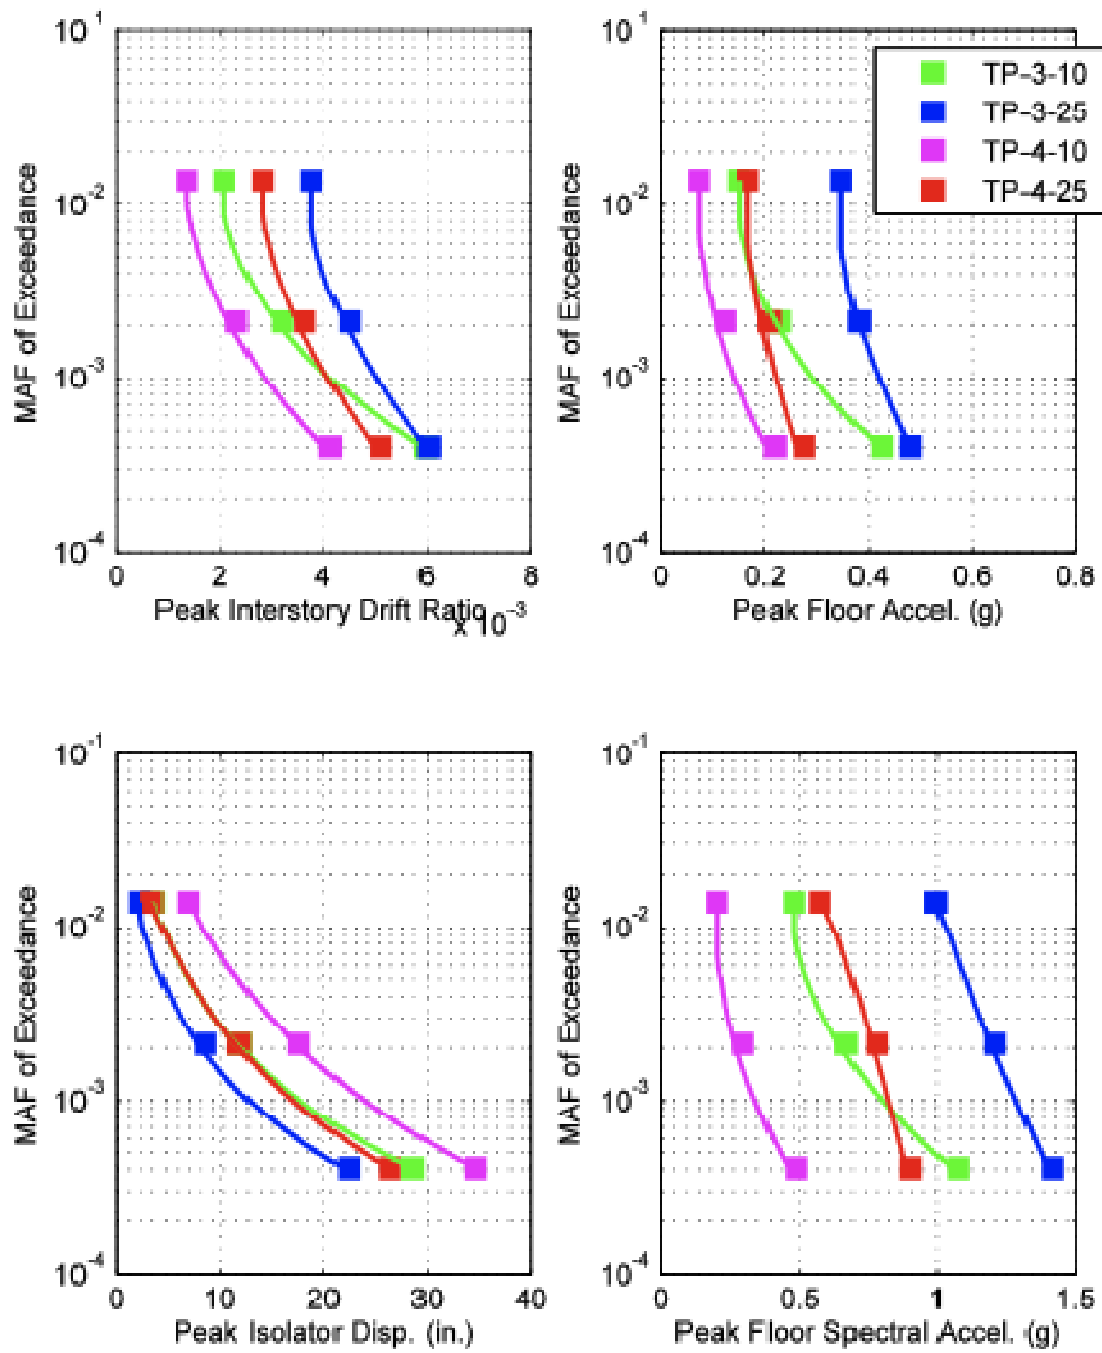 10^-1
10^-2
10^-3
10^-4
MAF of Exceedance
0 2 4 6 8
Peak Interstory Drift Ratio
x 10^-3
10^-1
10^-2
10^-3
10^-4
MAF of Exceedance
TP-3-10
TP-3-25
TP-4-10
TP-4-25
0 0.2 0.4 0.6 0.8
Peak Floor Accel. (g)
10^-1
10^-2
10^-3
10^-4
MAF of Exceedance
0 10 20 30 40
Peak Isolator Disp. (in.)
10^-1
10^-2
10^-3
10^-4
MAF of Exceedance
0 0.5 1 1.5
Peak Floor Spectral Accel. (g)